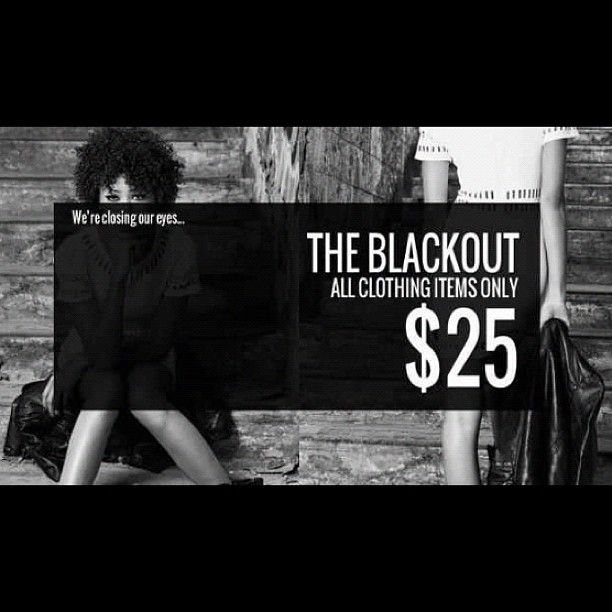 We're closing our eyes...
THE BLACKOUT
ALL CLOTHING ITEMS ONLY
$25